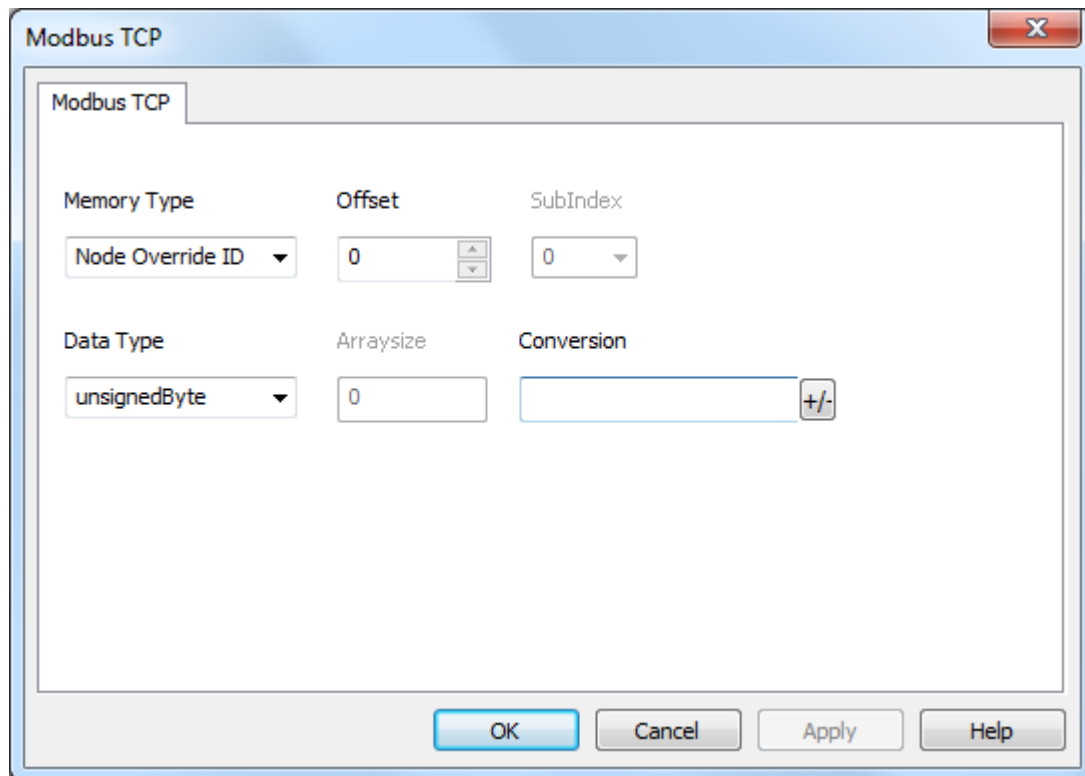 Modbus TCP
x
Modbus TCP
Memory Type Offset SubIndex
Node Override ID 0 0
Data Type Arraysize Conversion
unsignedByte 0 +/-
OK Cancel Apply Help